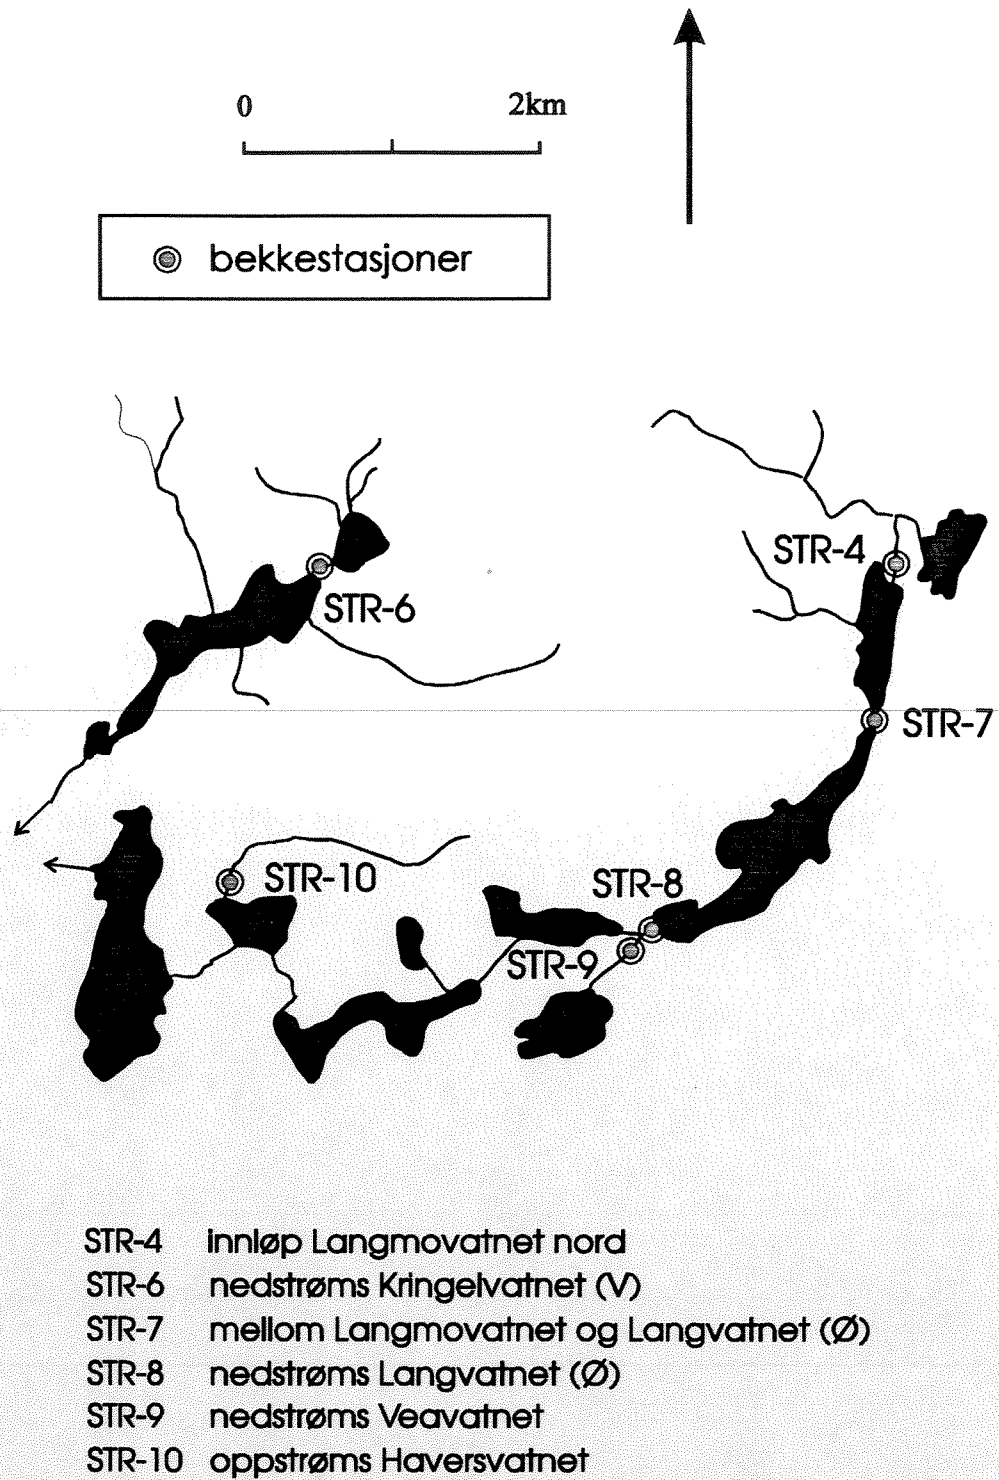 0 2km
bekkestasjoner
STR-4
STR-6
STR-7
STR-10
STR-8
STR-9
STR-4 innløp Langmovatnet nord
STR-6 nedstrøms Kringelvatnet (V)
STR-7 mellom Langmovatnet og Langvatnet (Ø)
STR-8 nedstrøms Langvatnet (Ø)
STR-9 nedstrøms Veavatnet
STR-10 oppstrøms Haversvatnet